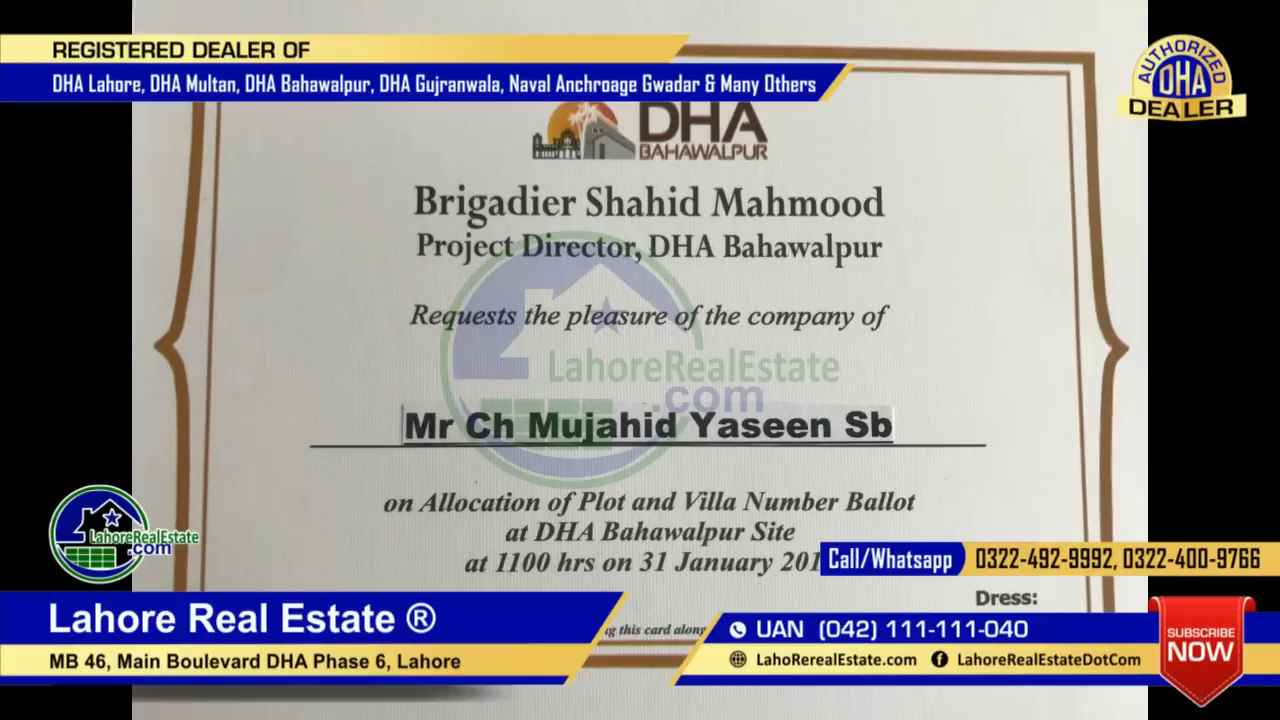 REGISTERED DEALER OF
DHA Lahore, DHA Multan, DHA Bahawalpur, DHA Gujranwala, Naval Anchroage Gwadar & Many Others
AUTHORIZED
DHA
DEALER
DHA
BAHAWALPUR
Brigadier Shahid Mahmood
Project Director, DHA Bahawalpur
Requests the pleasure of the company of
LahoreRealEstate
.com
Mr Ch Mujahid Yaseen Sb
on Allocation of Plot and Villa Number Ballot
at DHA Bahawalpur Site
at 1100 hrs on 31 January 201
LahoreRealEstate
.com
Call/Whatsapp 0322-492-9992, 0322-400-9766
Dress:
this card along
Lahore Real Estate ®
MB 46, Main Boulevard DHA Phase 6, Lahore
UAN (042) 111-111-040
LahoRerealEstate.com LahoreRealEstateDotCom
SUBSCRIBE
NOW